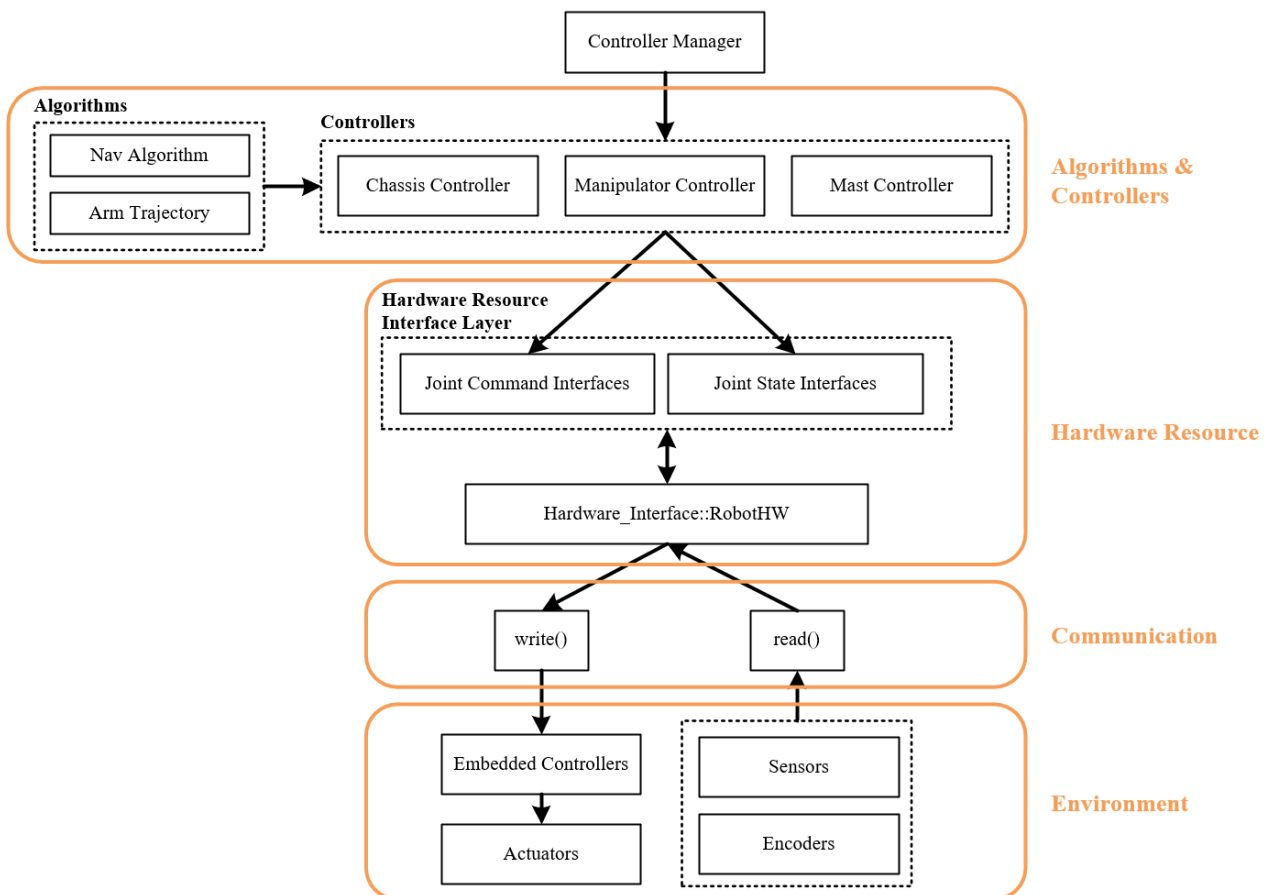 Controller Manager
Algorithms
Nav Algorithm
Arm Trajectory
Controllers
Chassis Controller
Manipulator Controller
Mast Controller
Algorithms &
Controllers
Hardware Resource
Interface Layer
Joint Command Interfaces
Joint State Interfaces
Hardware_Interface::RobotHW
Hardware Resource
write()
read()
Communication
Embedded Controllers
Actuators
Sensors
Encoders
Environment